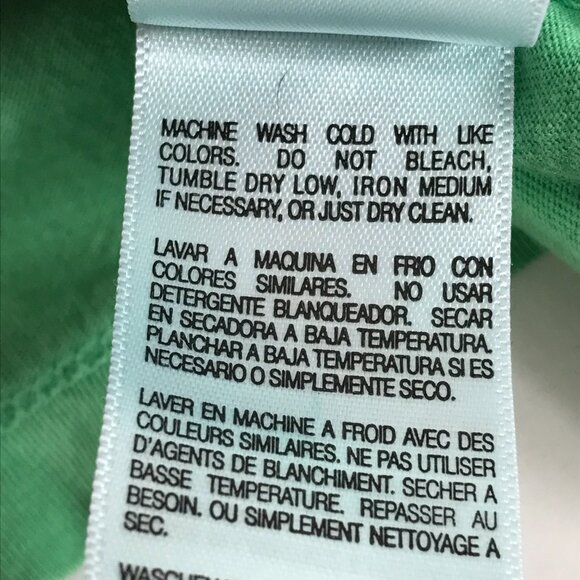 MACHINE WASH COLD WITH LIKE
COLORS. DO NOT BLEACH,
TUMBLE DRY LOW, IRON MEDIUM
IF NECESSARY, OR JUST DRY CLEAN.
LAVAR A MAQUINA EN FRIO CON
COLORES SIMILARES. NO USAR
DETERGENTE BLANQUEADOR. SECAR
EN SECADORA A BAJA TEMPERATURA.
PLANCHAR A BAJA TEMPERATURA SI ES
NECESARIO O SIMPLEMENTE SECO.
LAVER EN MACHINE A FROID AVEC DES
COULEURS SIMILAIRES. NE PAS UTILISER
D'AGENTS DE BLANCHIMENT. SECHER A
BASSE TEMPERATURE. REPASSER AU
BESOIN. OU SIMPLEMENT NETTOYAGE A
SEC.